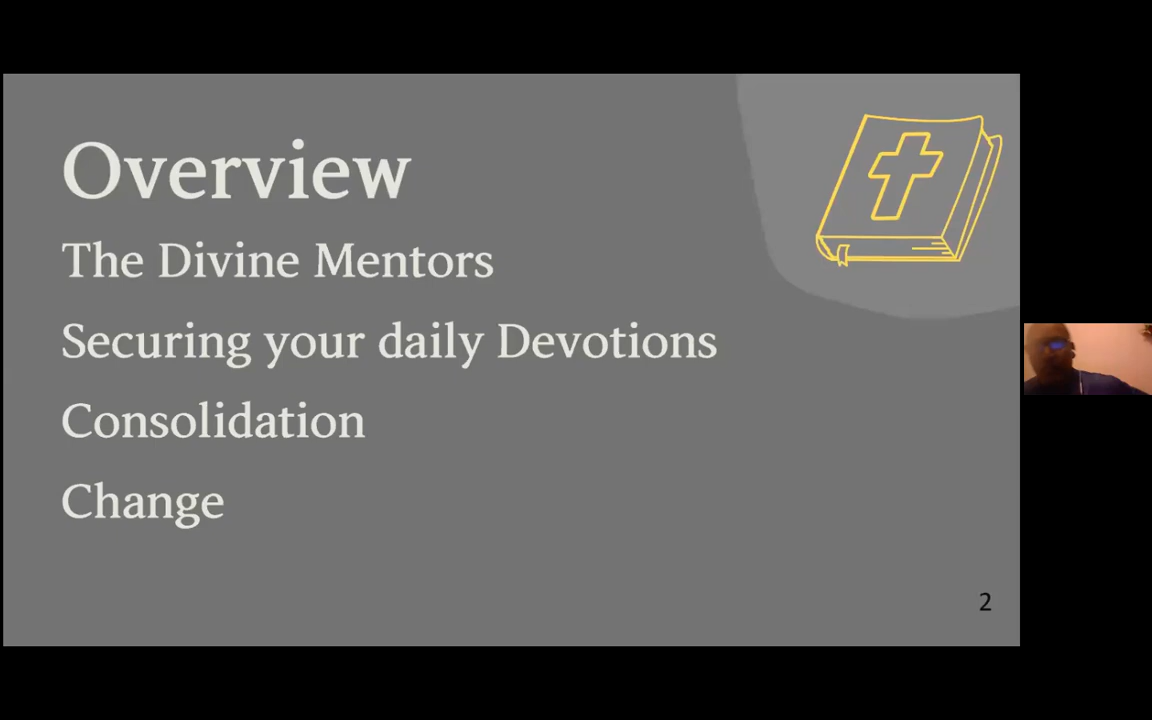 Overview
The Divine Mentors
Securing your daily Devotions
Consolidation
Change
2